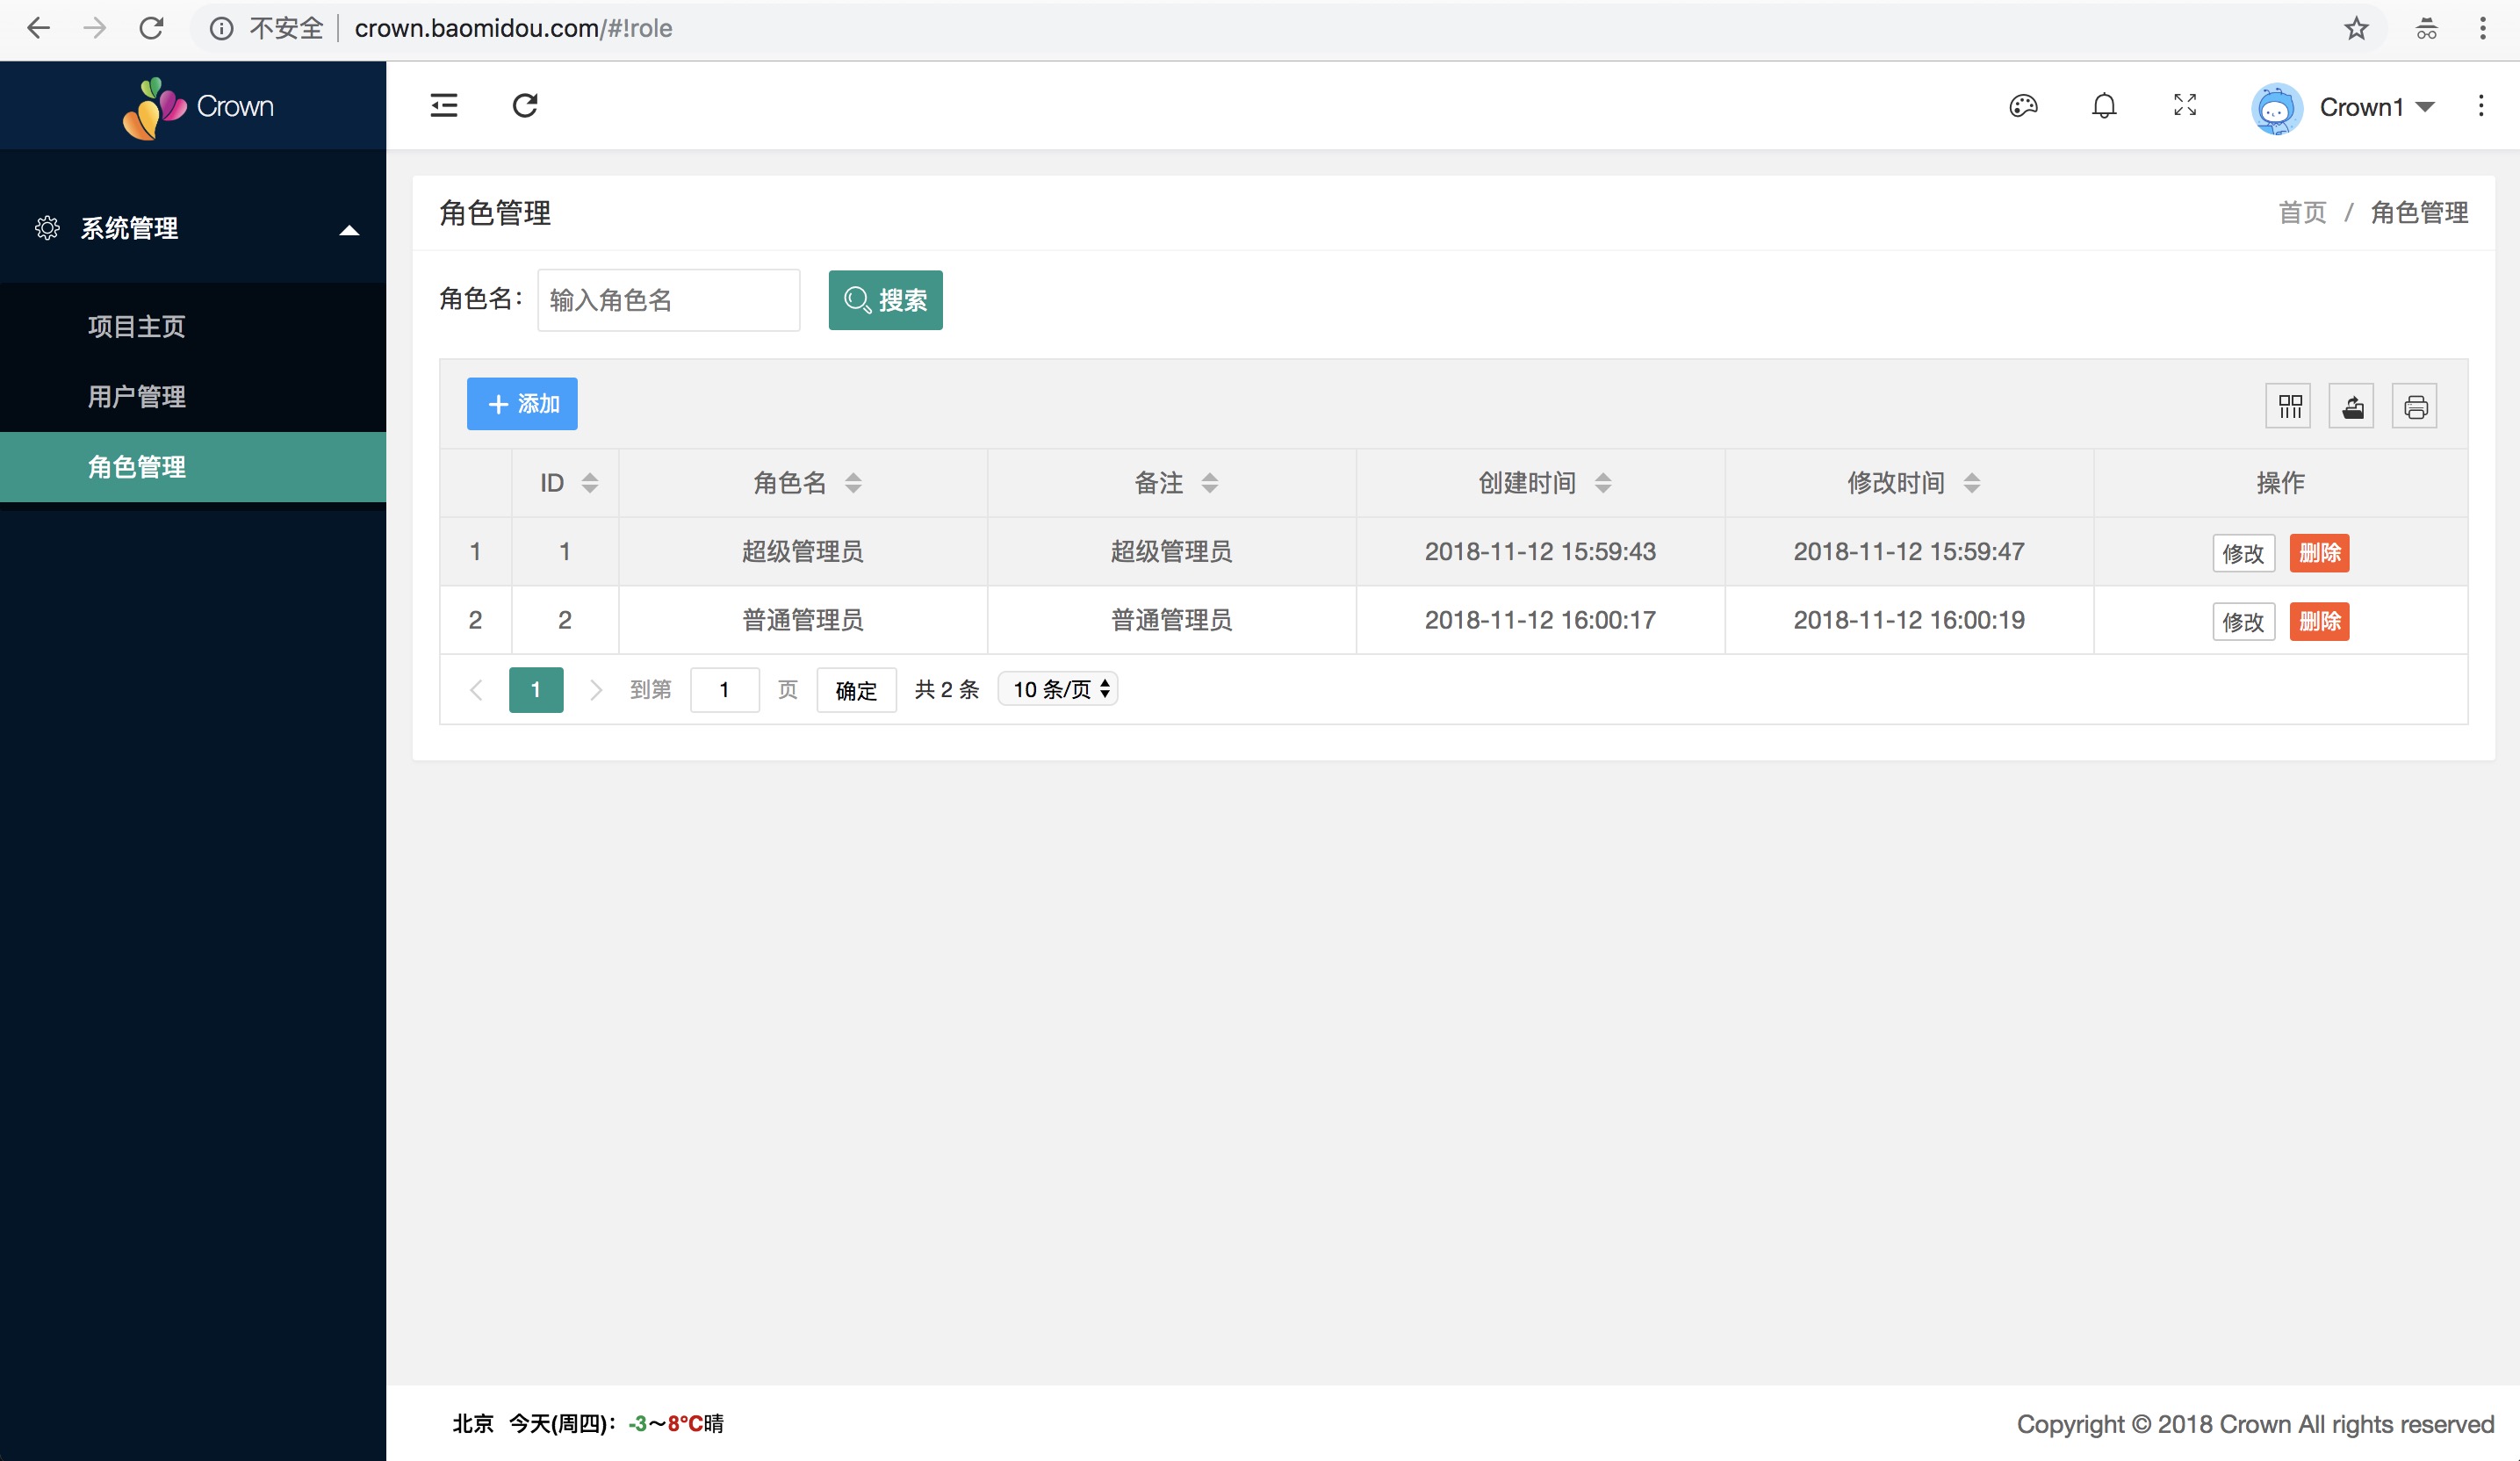 不安全 crown.baomidou.com/#!role
Crown
Crown1
系统管理
项目主页
用户管理
角色管理
角色管理
首页 / 角色管理
角色名： 输入角色名 搜索
添加
ID 角色名 备注 创建时间 修改时间 操作
1 1 超级管理员 超级管理员 2018-11-12 15:59:43 2018-11-12 15:59:47 修改 删除
2 2 普通管理员 普通管理员 2018-11-12 16:00:17 2018-11-12 16:00:19 修改 删除
1 到第 1 页 确定 共 2 条 10 条/页
北京 今天(周四)： -3～8℃晴
Copyright © 2018 Crown All rights reserved